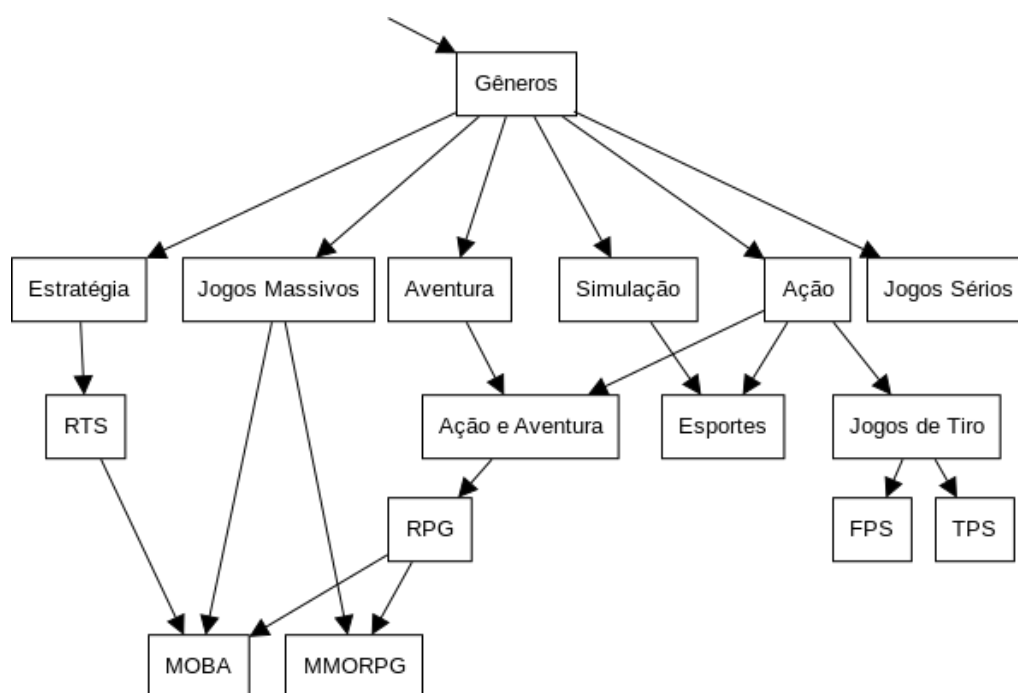 Gêneros
Estratégia
Jogos Massivos
Aventura
Simulação
Ação
Jogos Sérios
RTS
Ação e Aventura
Esportes
Jogos de Tiro
RPG
FPS
TPS
MOBA
MMORPG